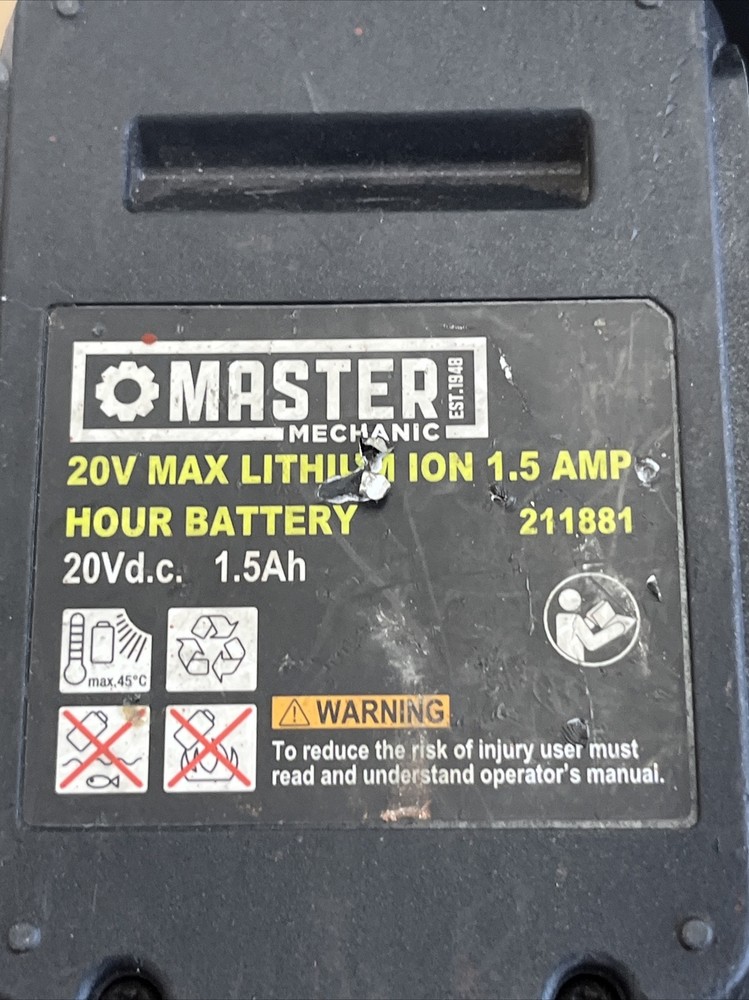 MASTER
EST.1948
MECHANIC
20V MAX LITHIUM ION 1.5 AMP
HOUR BATTERY 211881
20Vd.c. 1.5Ah
max.45°C
WARNING
To reduce the risk of injury user must
read and understand operator's manual.